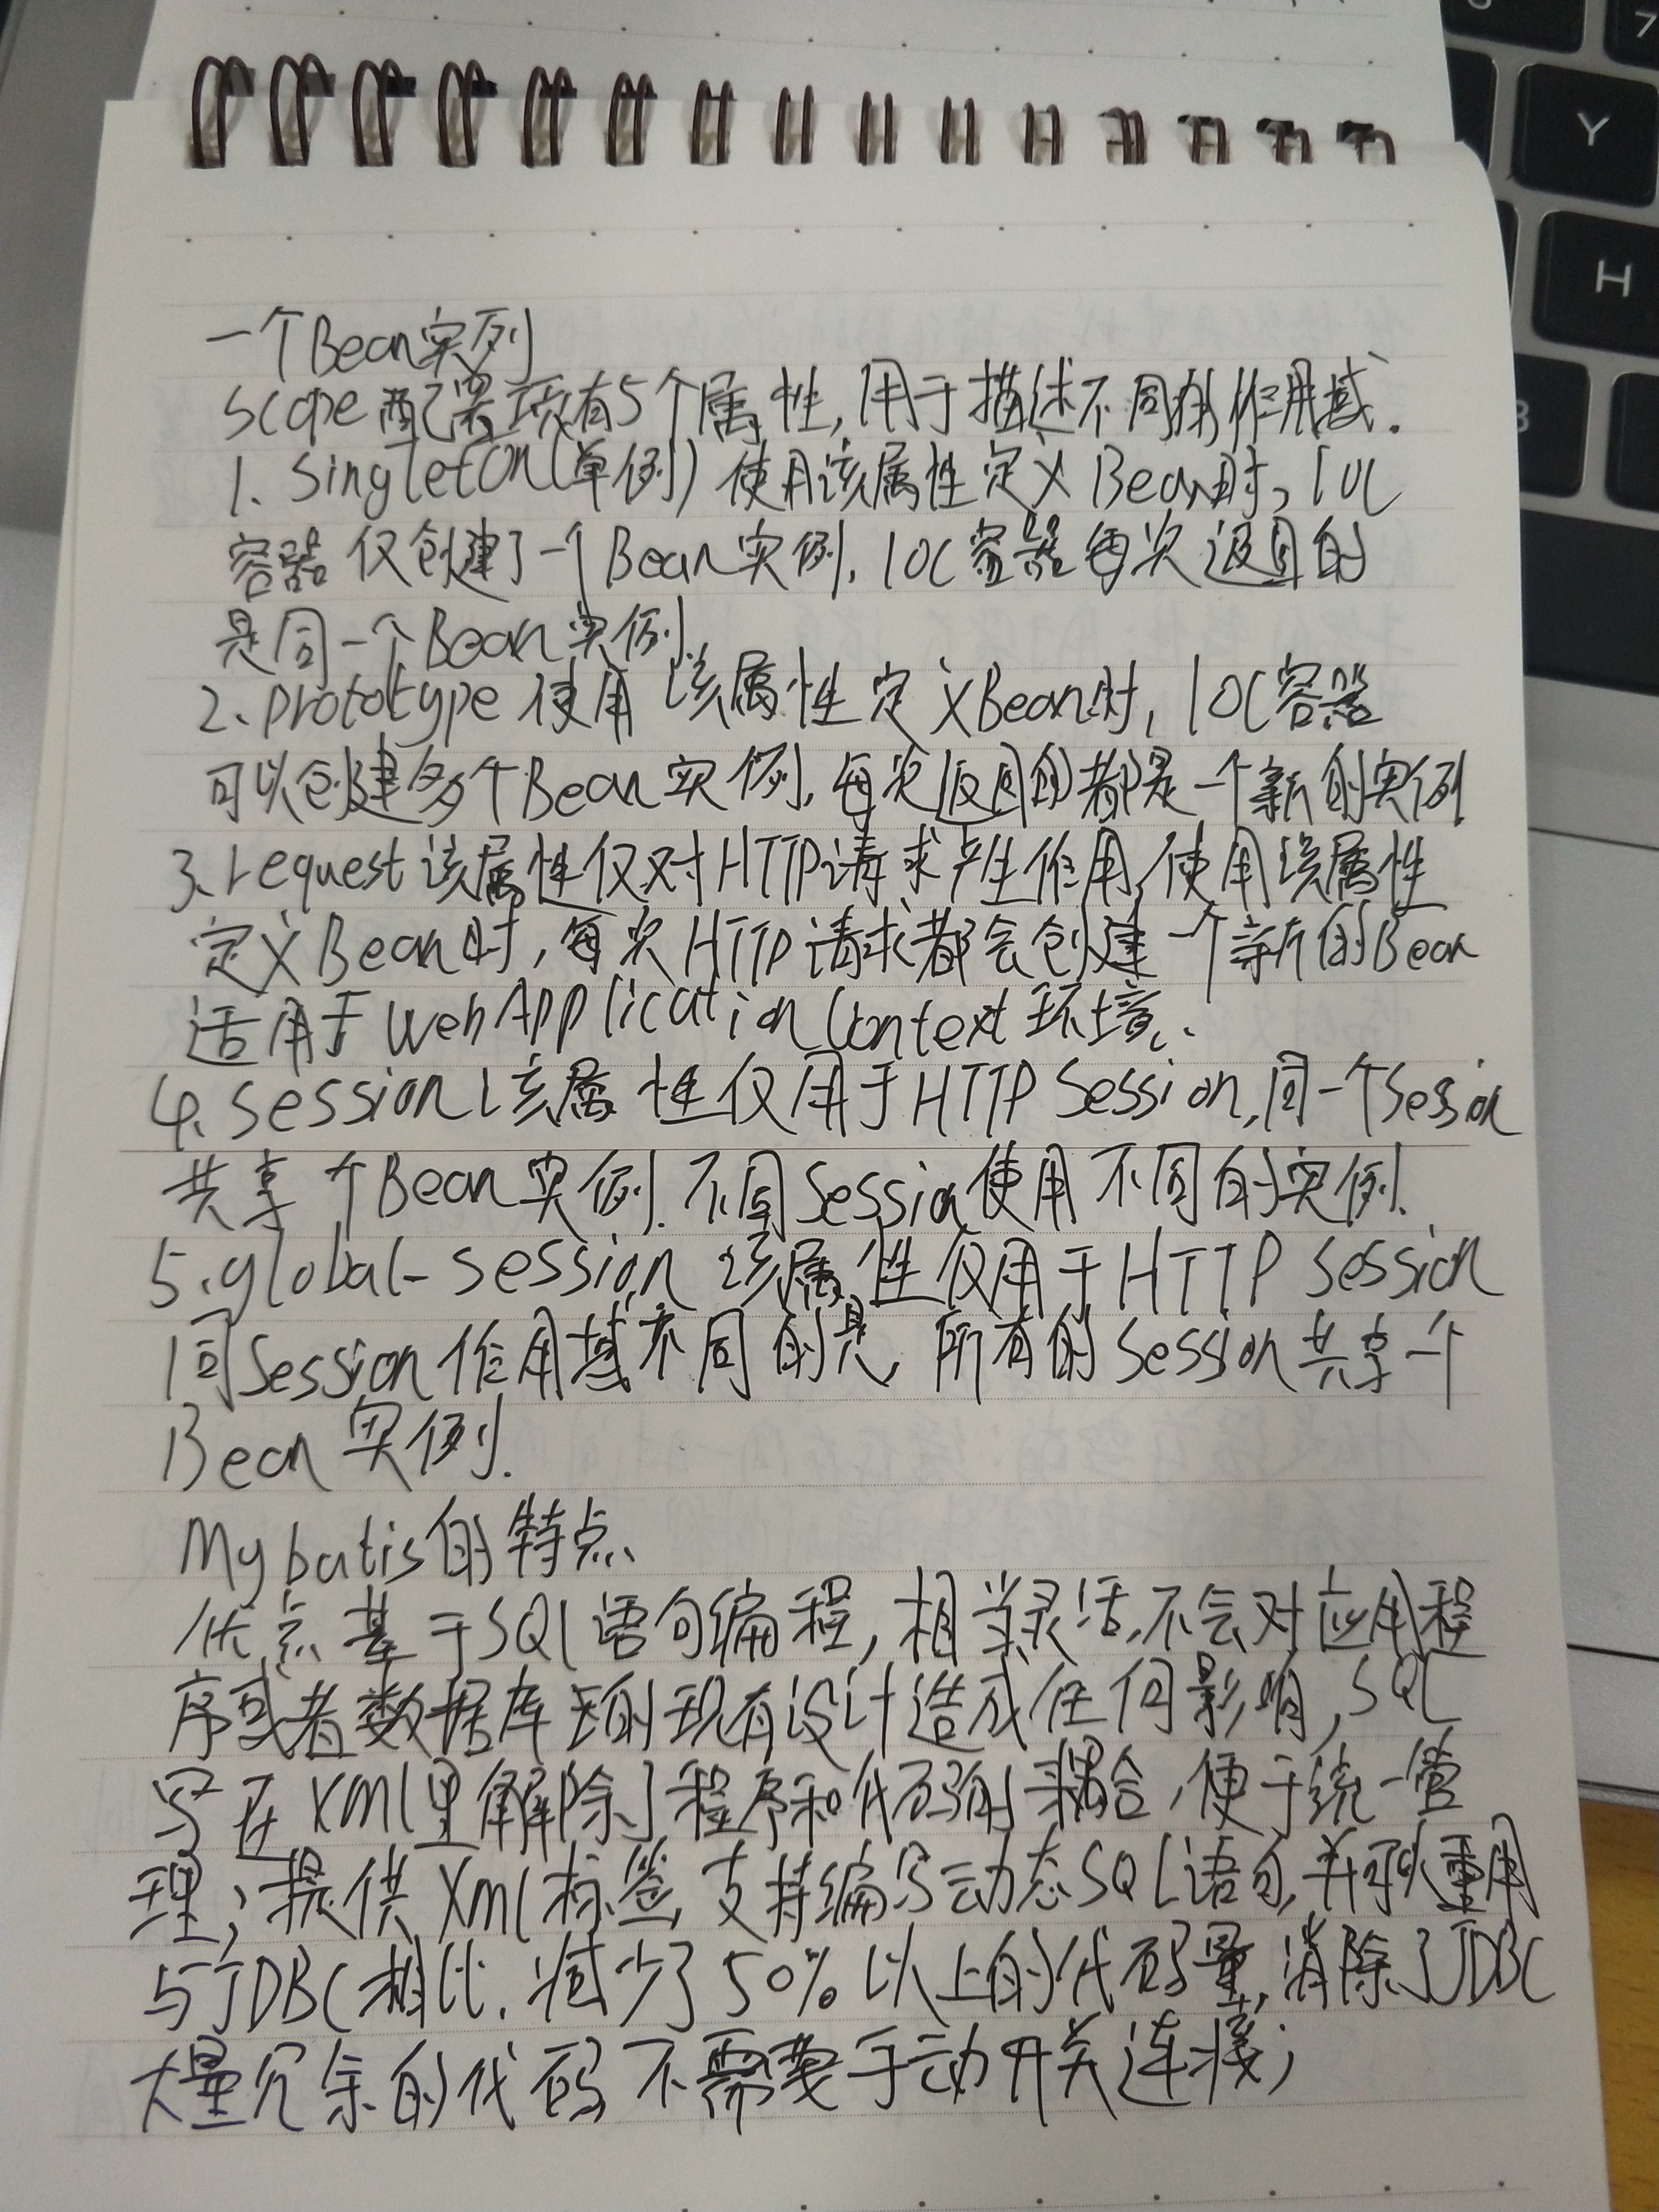 一个Bean实列
Scope配置项有5个属性,用于描述不同的作用域.
1、Singleton(单例) 使用该属性定义Bean时,IOC
容器仅创建了一个Bean实例,IOC容器每次返回的
是同一个Bean实例.
2、prototype 使用该属性定义Bean时,IOC容器
可以创建多个Bean实例,每次返回的都是一个新的实例
3、request该属性仅对HTTP请求产生作用,使用该属性
定义Bean时,每次HTTP请求都会创建一个新的Bean
适用于WebApplicationContext环境.
4、session该属性仅用于HTTP Session,同一个Session
共享个Bean实例.不同Session使用不同的实例.
5、global-session 该属性仅用于HTTP Session
同Session作用域不同的是,所有的Session共享一个
Bean实例.
Mybatis的特点
优点基于SQL语句编程,相当灵活,不会对应用程
序或者数据库的现有设计造成任何影响,SQL
写在Xml里解除了程序和代码的耦合,便于统一管
理;提供Xml标签,支持编写动态SQL语句,并可重用
与JDBC相比,减少了50%以上的代码量,消除了JDBC
大量冗余的代码不需要手动开关连接;